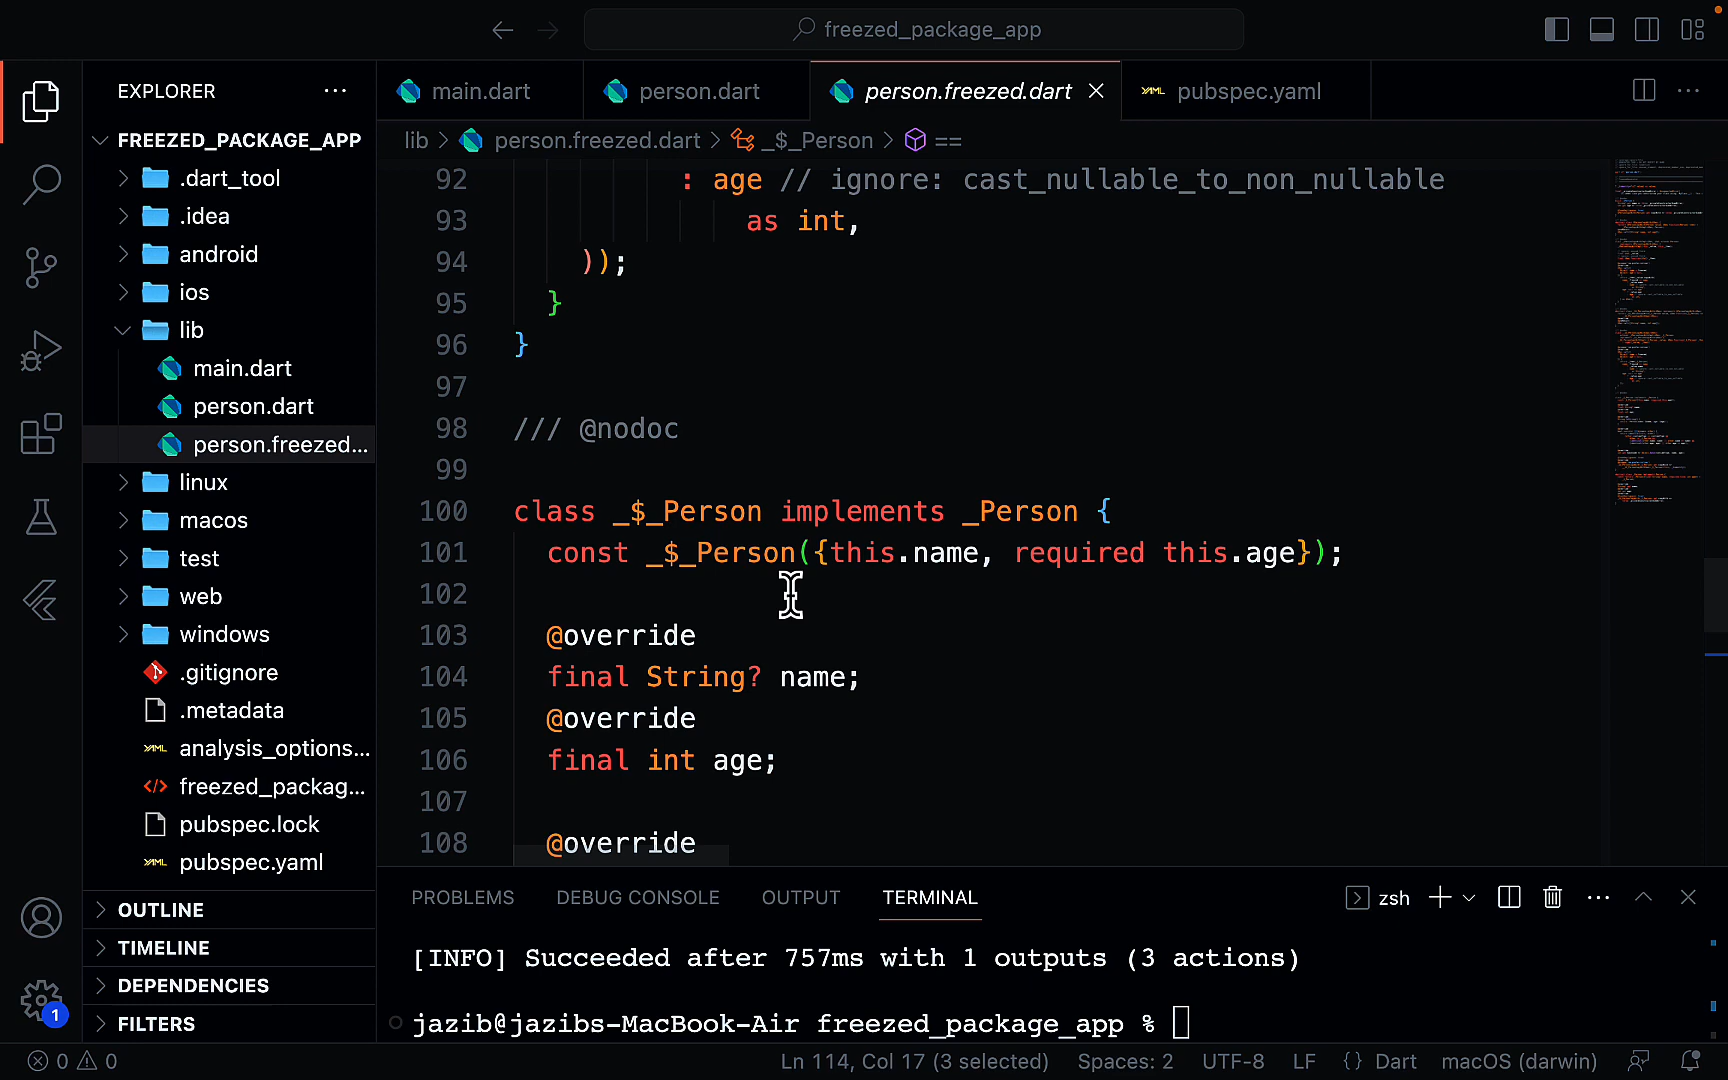 freezed_package_app
EXPLORER
FREEZED_PACKAGE_APP
.dart_tool
.idea
android
ios
lib
main.dart
person.dart
person.freezed...
linux
macos
test
web
windows
.gitignore
.metadata
analysis_options...
freezed_packag...
pubspec.lock
pubspec.yaml
OUTLINE
TIMELINE
DEPENDENCIES
FILTERS
1
main.dart
person.dart
person.freezed.dart
pubspec.yaml
lib > person.freezed.dart > _$_Person > ==
92 : age // ignore: cast_nullable_to_non_nullable
93 as int,
94 ));
95 }
96 }
97
98 /// @nodoc
99
100 class _$_Person implements _Person {
101 const _$_Person({this.name, required this.age});
102
103 @override
104 final String? name;
105 @override
106 final int age;
107
108 @override
PROBLEMS DEBUG CONSOLE OUTPUT TERMINAL
zsh
[INFO] Succeeded after 757ms with 1 outputs (3 actions)
jazib@jazibs-MacBook-Air freezed_package_app %
0 0
Ln 114, Col 17 (3 selected) Spaces: 2 UTF-8 LF {} Dart macOS (darwin)